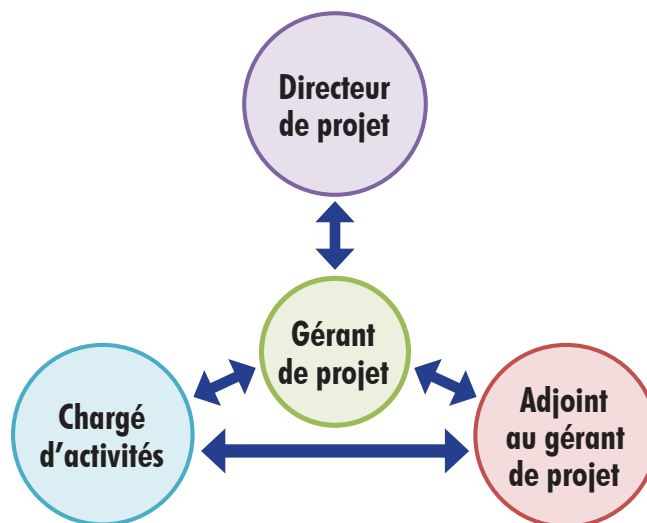 Directeur
de projet
Gérant
de projet
Chargé
d’activités
Adjoint
au gérant
de projet